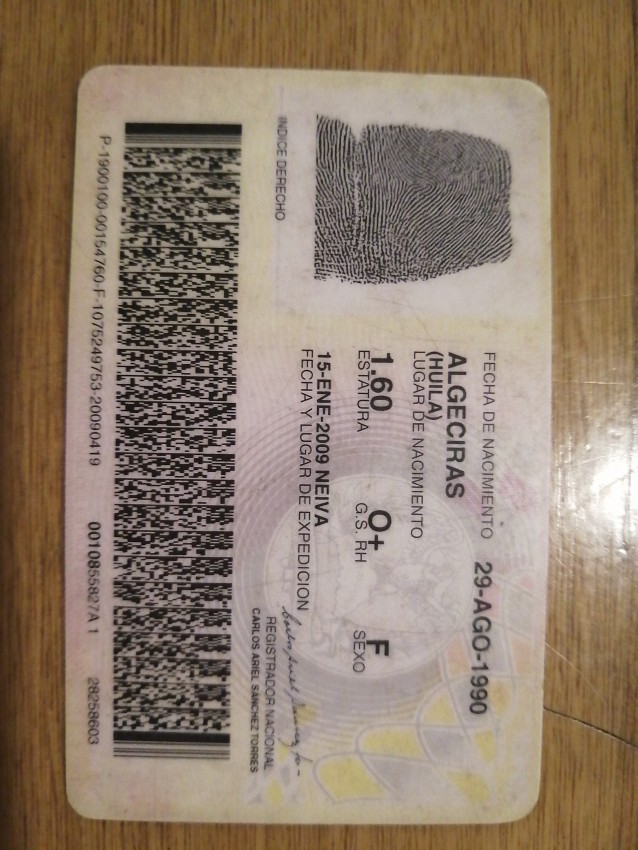 FECHA DE NACIMIENTO 29-AGO-1990
ALGECIRAS
(HUILA)
LUGAR DE NACIMIENTO
1.60 O+ F
ESTATURA G.S. RH SEXO
15-ENE-2009 NEIVA
FECHA Y LUGAR DE EXPEDICION
INDICE DERECHO
REGISTRADOR NACIONAL
CARLOS ARIEL SANCHEZ TORRES
P-1900100-00154760-F-1075249753-20090419 0010855827A 1 28258603